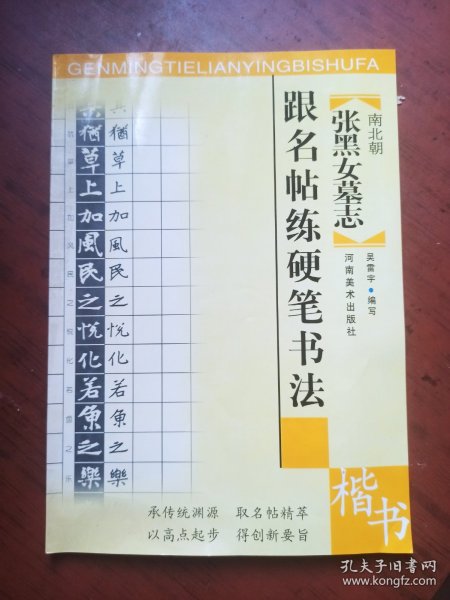 GENMINGTIELIANYINGBISHUFA
南北朝
《张黑女墓志》
吴雷宇·编写
河南美术出版社
跟名帖练硬笔书法
猶草上加風民之悅化若魚之樂
猶草上加風民之悅化若魚之樂
楷书
承传统渊源 取名帖精萃
以高点起步 得创新要旨
孔夫子旧书网
www.kongfz.com